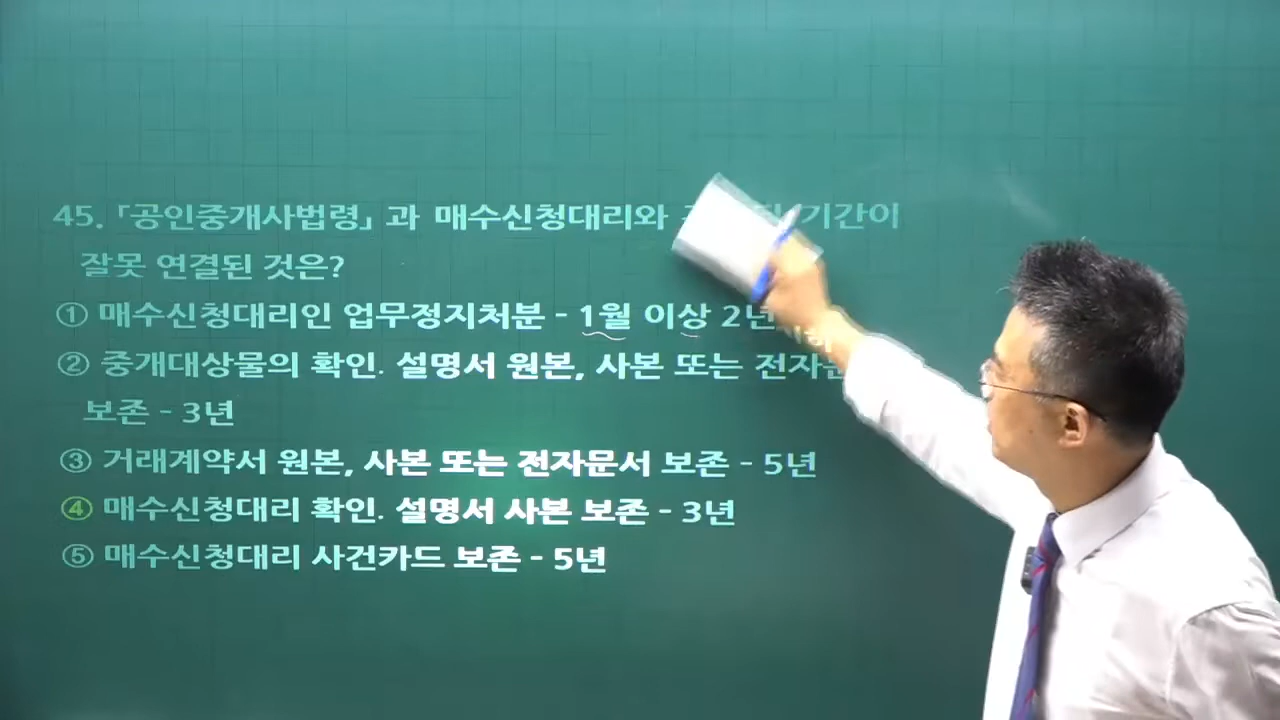 45. 「공인중개사법령」 과 매수신청대리와 기간이
잘못 연결된 것은?
① 매수신청대리인 업무정지처분 - 1월 이상 2년
② 중개대상물의 확인. 설명서 원본, 사본 또는 전자문
보존 - 3년
③ 거래계약서 원본, 사본 또는 전자문서 보존 - 5년
④ 매수신청대리 확인. 설명서 사본 보존 - 3년
⑤ 매수신청대리 사건카드 보존 - 5년